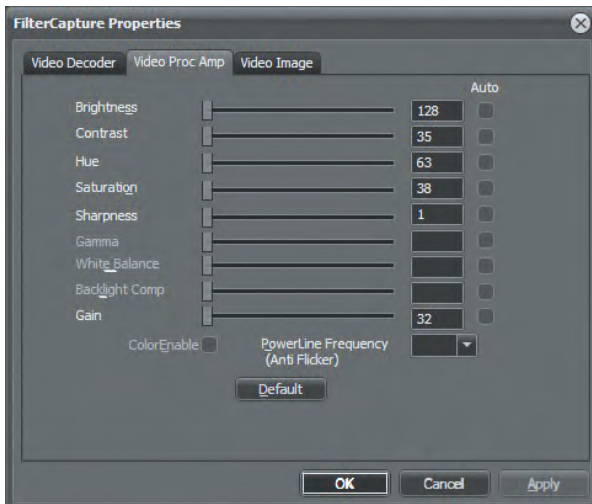 FilterCapture Properties
Video Decoder Video Proc Amp Video Image
Auto
Brightness 128
Contrast 35
Hue 63
Saturation 38
Sharpness 1
Gamma
White Balance
Backlight Comp
Gain 32
ColorEnable PowerLine Frequency
(Anti Flicker)
Default
OK Cancel Apply